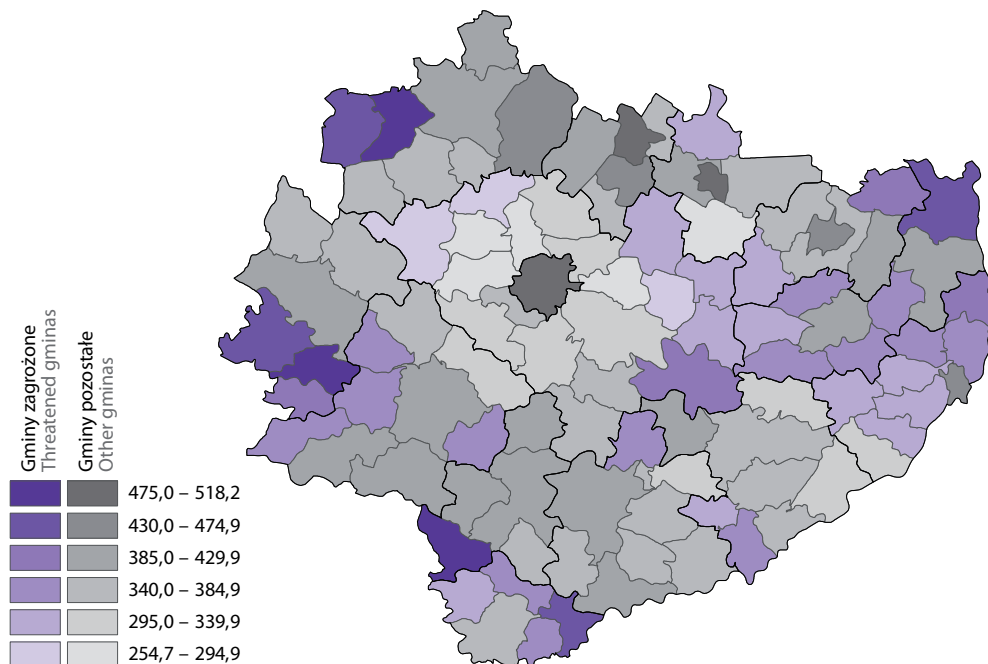 Gminy zagrożone
Threatened gminas
Gminy pozostałe
Other gminas
475,0 – 518,2
430,0 – 474,9
385,0 – 429,9
340,0 – 384,9
295,0 – 339,9
254,7 – 294,9